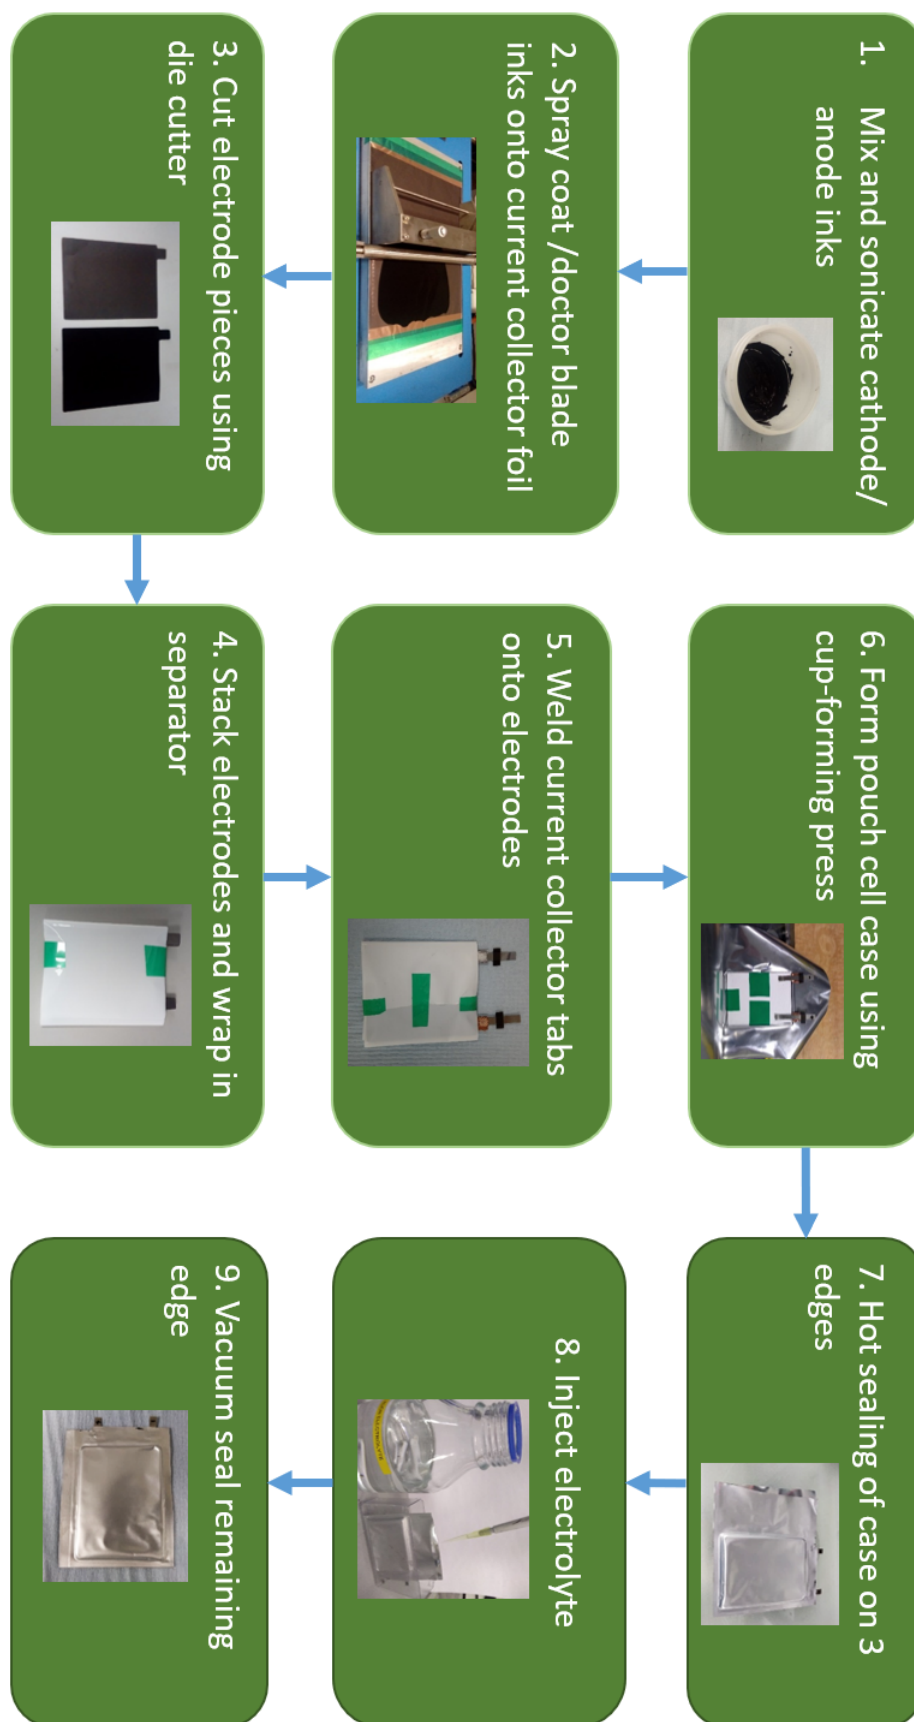 1. Mix and sonicate cathode/
anode inks
2. Spray coat /doctor blade
inks onto current collector foil
3. Cut electrode pieces using
die cutter
4. Stack electrodes and wrap in
separator
5. Weld current collector tabs
onto electrodes
6. Form pouch cell case using
cup-forming press
7. Hot sealing of case on 3
edges
8. Inject electrolyte
9. Vacuum seal remaining
edge